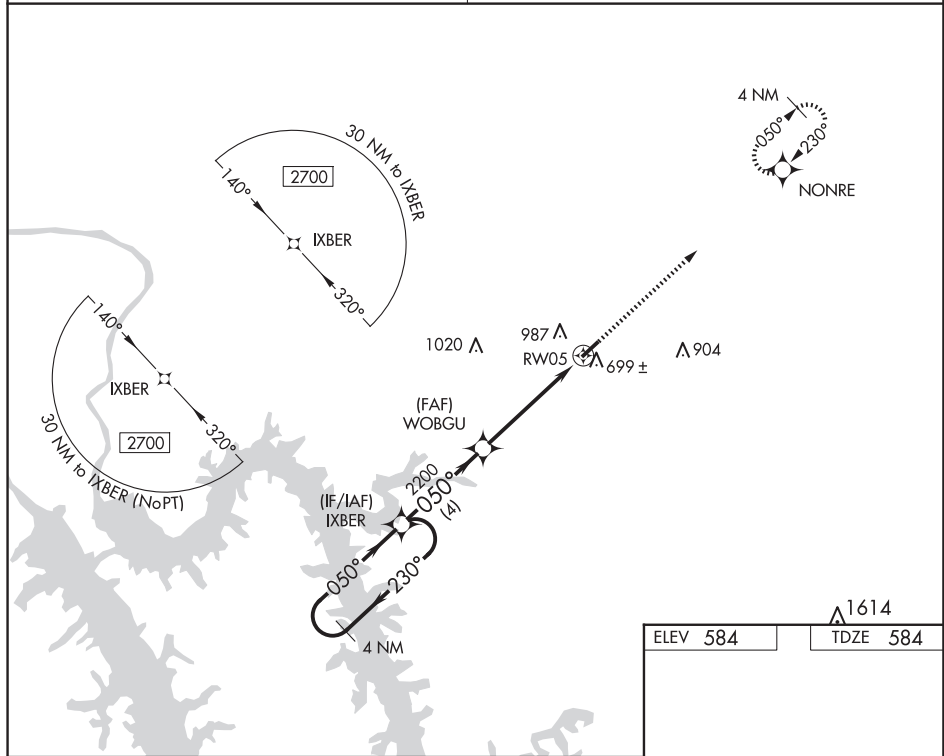 4 NM
050°
230°
NONRE
30 NM to IXBER
2700
140°
IXBER
320°
140°
IXBER
320°
2700
30 NM to IXBER (NoPT)
1020
987
RW05
699 ±
904
(FAF)
WOBGU
2200
050°
(4)
(IF/IAF)
IXBER
050°
230°
4 NM
1614
ELEV 584
TDZE 584